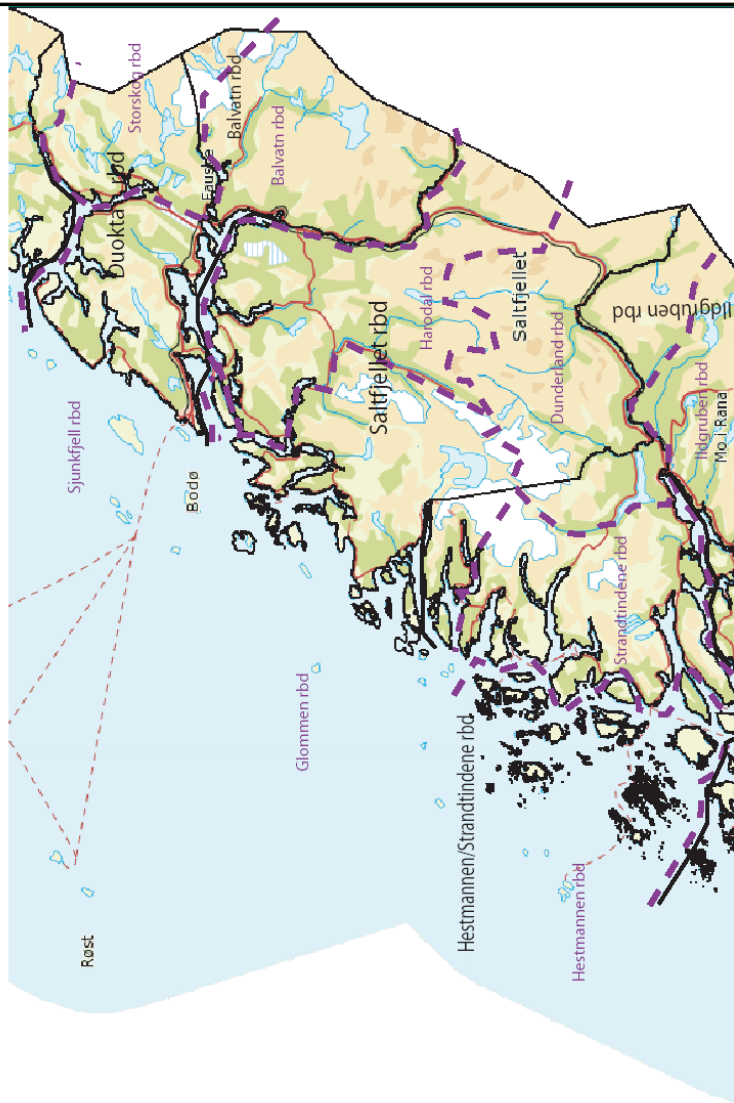 Storskog rbd
Balvatn rbd
Balvatn rbd
Fauske
Duokta rbd
Sjunkfjell rbd
Bodø
Røst
Harodal rbd
Saltfjellet
Saltfjellet rbd
Dunderland rbd
Ildgruben rbd
Ildgruben rbd
Mo i Rana
Strandtindene rbd
Glommen rbd
Hestmannen/Strandtindene rbd
Hestmannen rbd